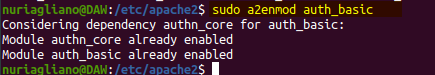 nuriagliano@DAW:/etc/apache2$ sudo a2enmod auth_basic
Considering dependency authn_core for auth_basic:
Module authn_core already enabled
Module auth_basic already enabled
nuriagliano@DAW:/etc/apache2$